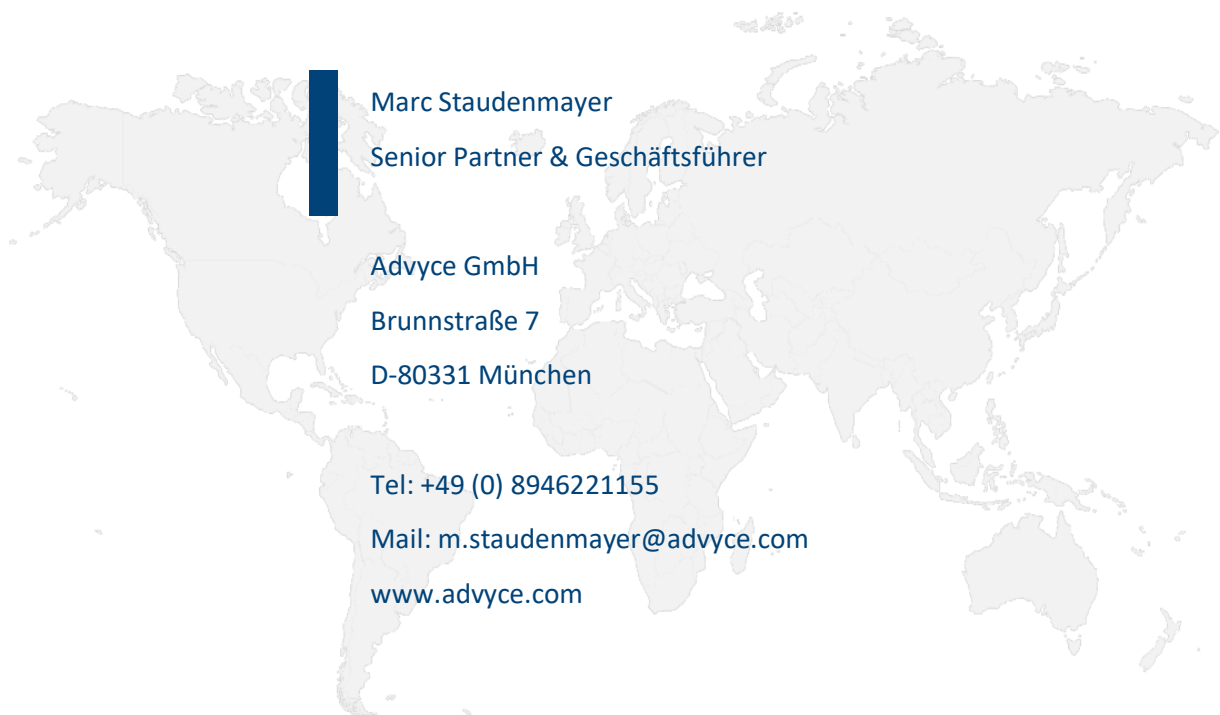 Marc Staudenmayer
Senior Partner & Geschäftsführer
Advyce GmbH
Brunnstraße 7
D-80331 München
Tel: +49 (0) 8946221155
Mail: m.staudenmayer@advyce.com
www.advyce.com